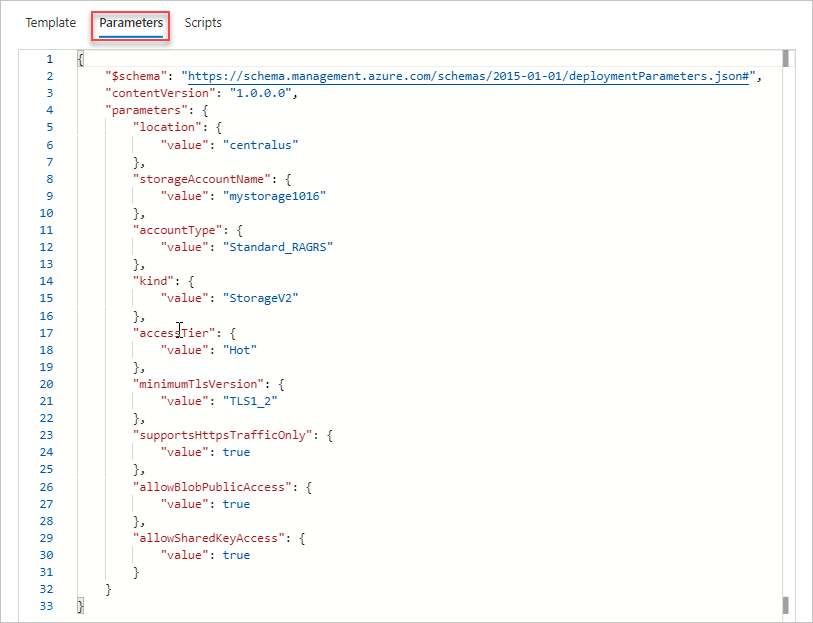 Template Parameters Scripts
1 {
2 "$schema": "https://schema.management.azure.com/schemas/2015-01-01/deploymentParameters.json#",
3 "contentVersion": "1.0.0.0",
4 "parameters": {
5 "location": {
6 "value": "centralus"
7 },
8 "storageAccountName": {
9 "value": "mystorage1016"
10 },
11 "accountType": {
12 "value": "Standard_RAGRS"
13 },
14 "kind": {
15 "value": "StorageV2"
16 },
17 "accessTier": {
18 "value": "Hot"
19 },
20 "minimumTlsVersion": {
21 "value": "TLS1_2"
22 },
23 "supportsHttpsTrafficOnly": {
24 "value": true
25 },
26 "allowBlobPublicAccess": {
27 "value": true
28 },
29 "allowSharedKeyAccess": {
30 "value": true
31 }
32 }
33 }